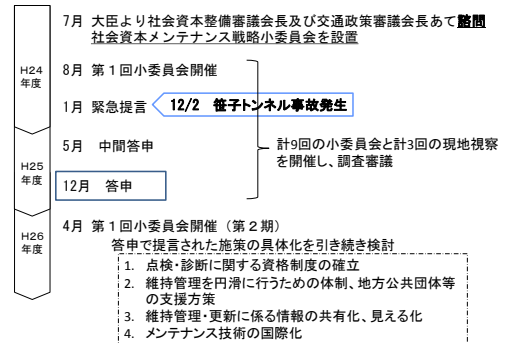 7月 大臣より社会資本整備審議会長及び交通政策審議会長あて諮問
社会資本メンテナンス戦略小委員会を設置
H24
年度
8月 第1回小委員会開催
1月 緊急提言
12/2 笹子トンネル事故発生
5月 中間答申
計9回の小委員会と計3回の現地視察
を開催し、調査審議
H25
年度
12月 答申
H26
年度
4月 第1回小委員会開催（第2期）
答申で提言された施策の具体化を引き続き検討
1. 点検・診断に関する資格制度の確立
2. 維持管理を円滑に行うための体制、地方公共団体等
の支援方策
3. 維持管理・更新に係る情報の共有化、見える化
4. メンテナンス技術の国際化